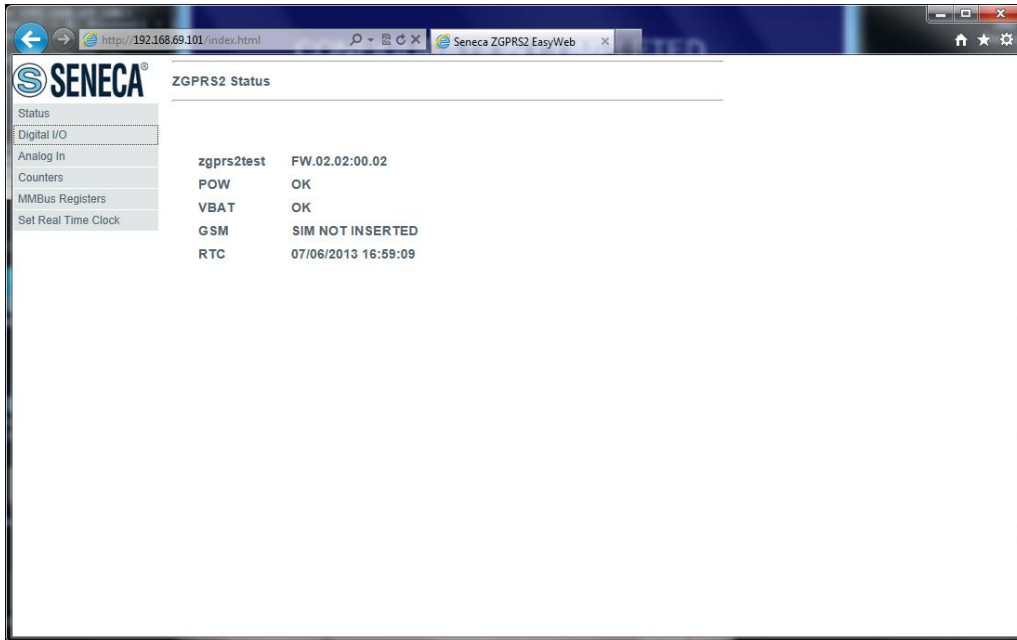 http://192.168.69.101/index.html
Seneca ZGPRS2 EasyWeb
SENECA®
ZGPRS2 Status
Status
Digital I/O
Analog In
Counters
MMBus Registers
Set Real Time Clock
zgprs2test FW.02.02:00.02
POW OK
VBAT OK
GSM SIM NOT INSERTED
RTC 07/06/2013 16:59:09